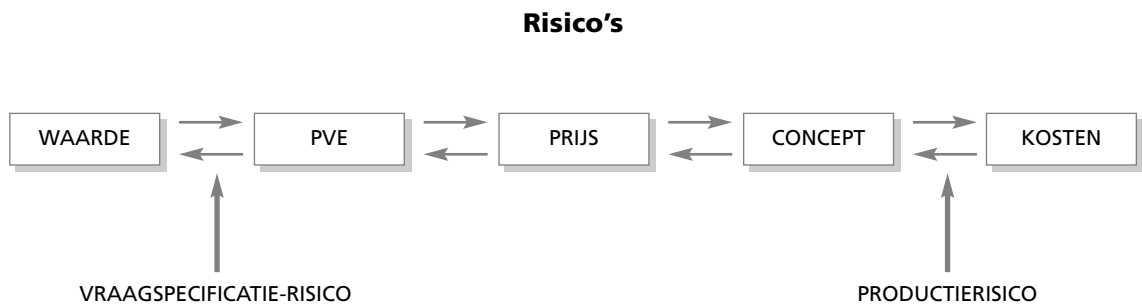 Risico's
WAARDE
PVE
PRIJS
CONCEPT
KOSTEN
VRAAGSPECIFICATIE-RISICO
PRODUCTIERISICO